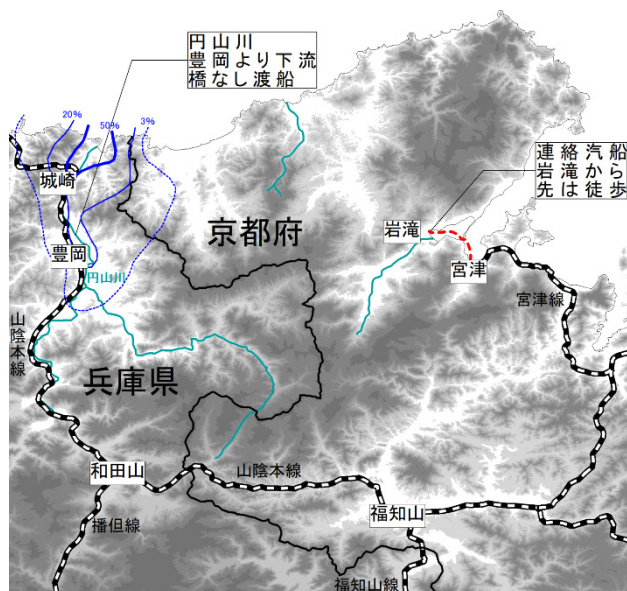 円山川
豊岡より下流
橋なし渡船
20%
50%
3%
連絡汽船
岩滝から
先は徒歩
城崎
京都府
岩滝
豊岡
宮津
円山川
宮津線
山陰本線
兵庫県
和田山
山陰本線
福知山
播但線
福知山線